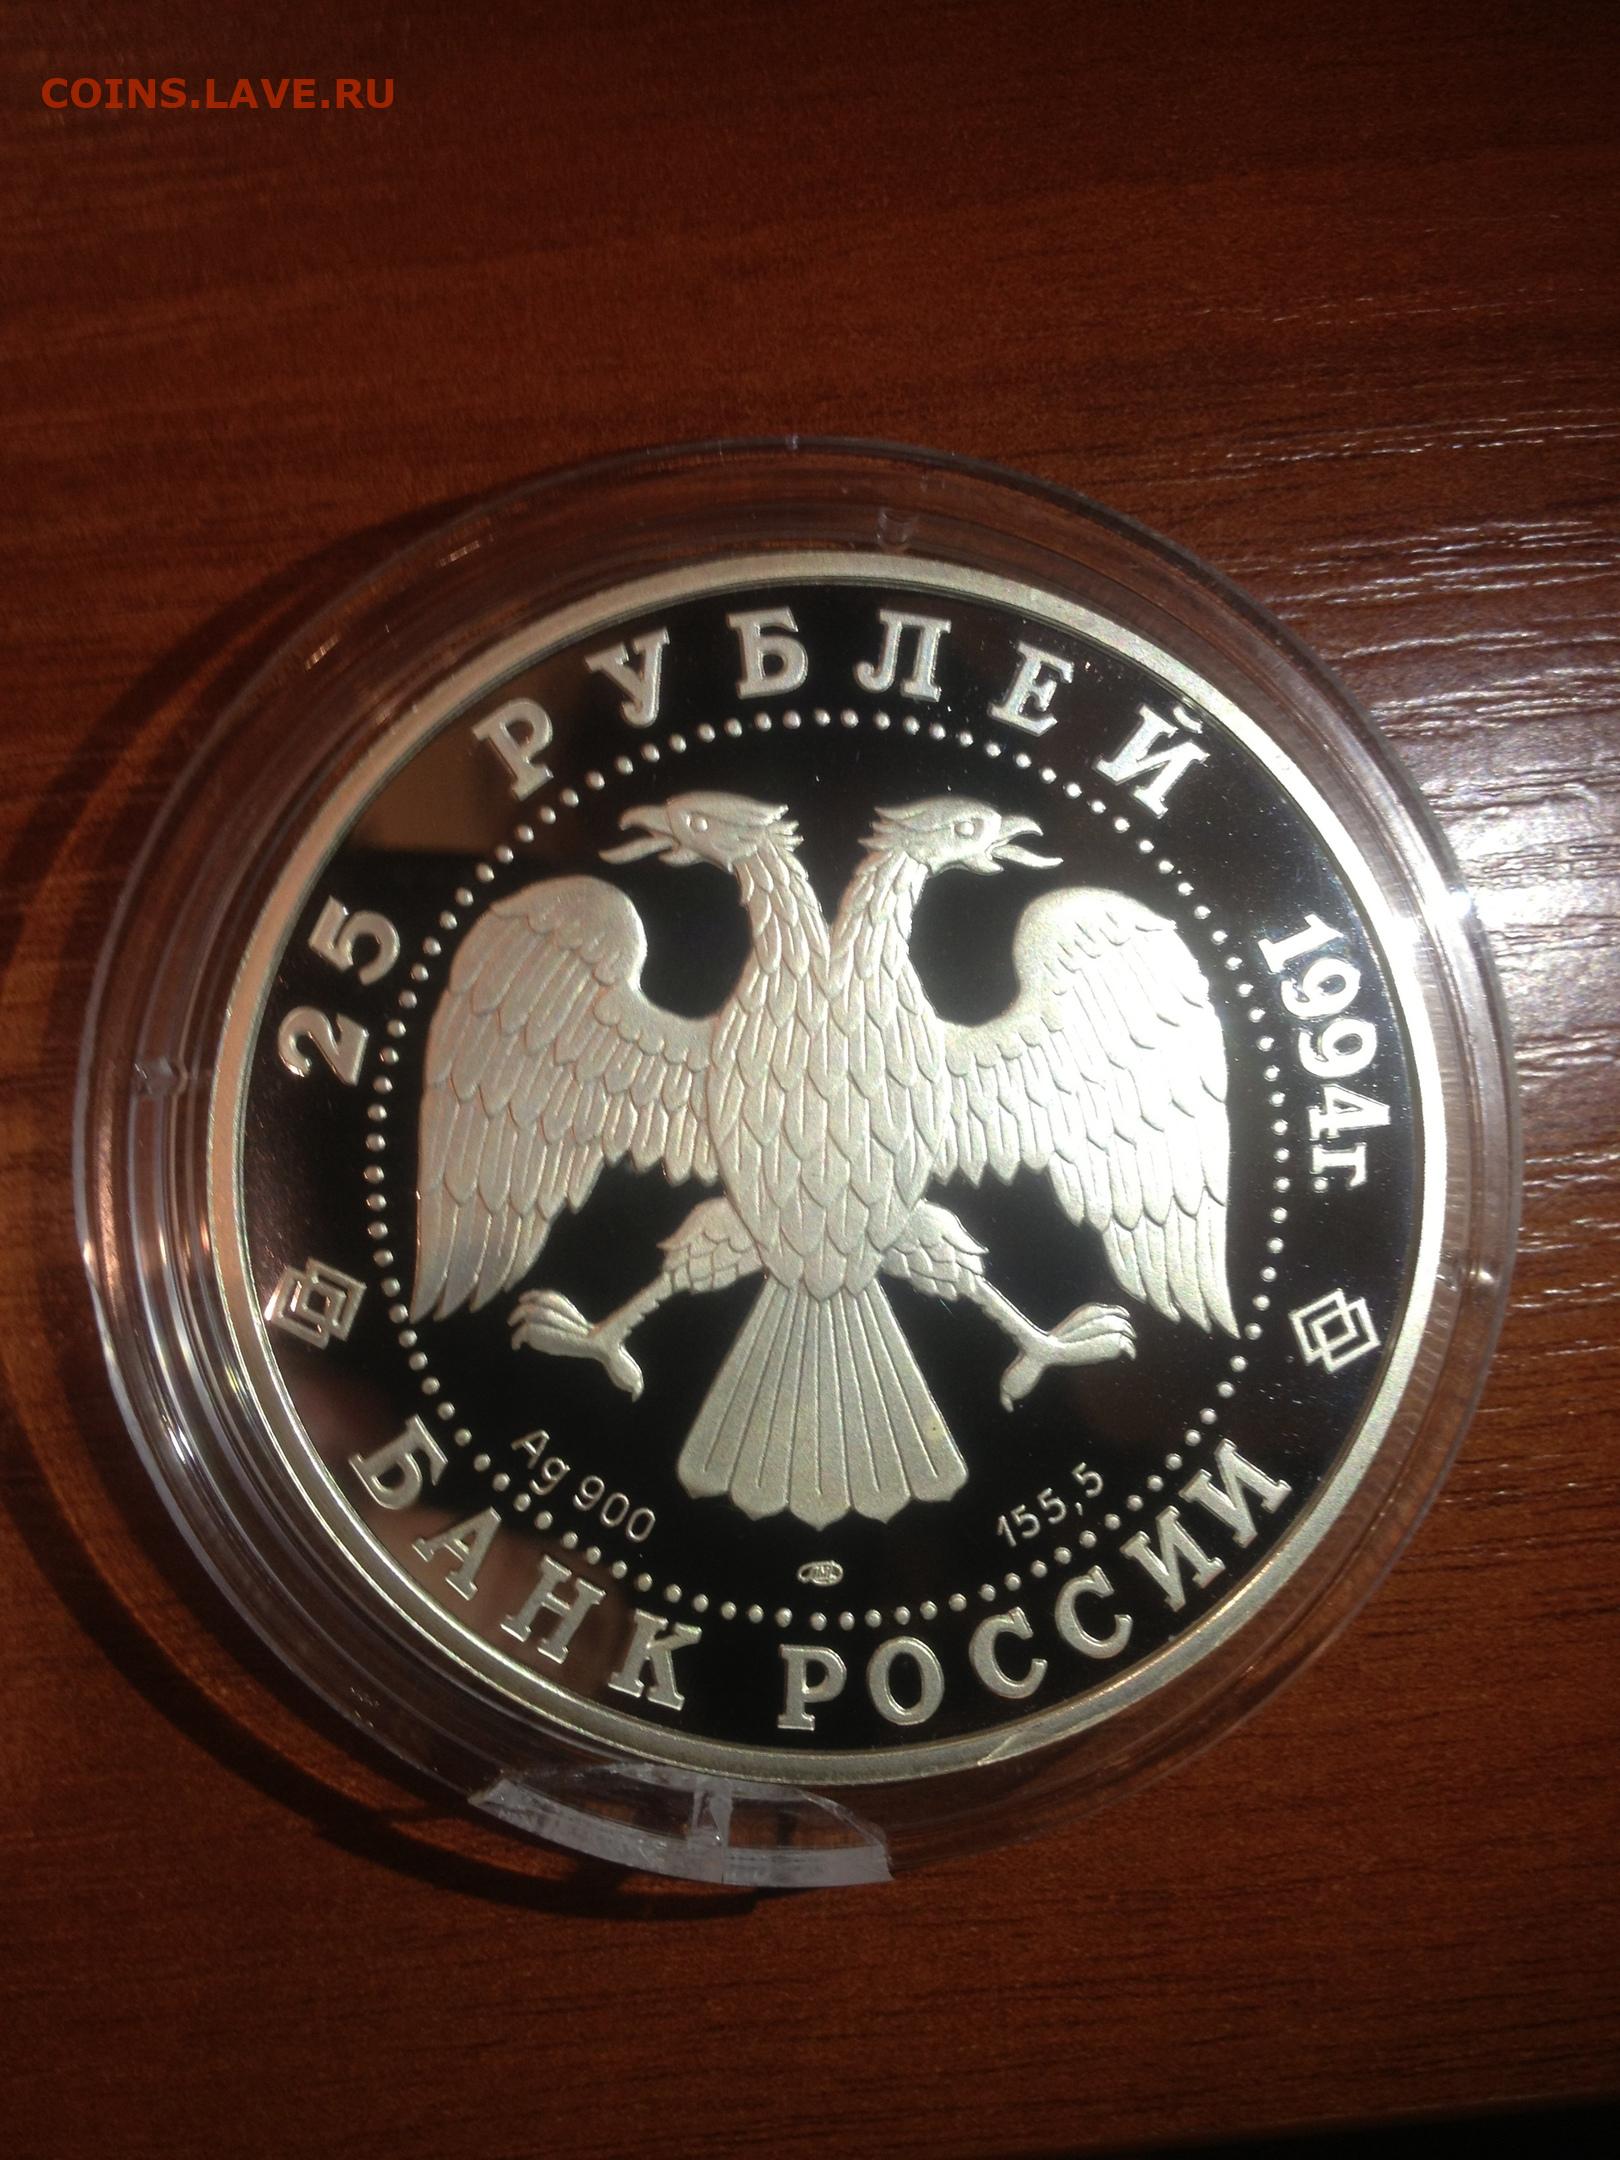 COINS.LAVE.RU
25 РУБЛЕЙ 1994г.
Ag 900
155,5
ЛМД
БАНК РОССИИ